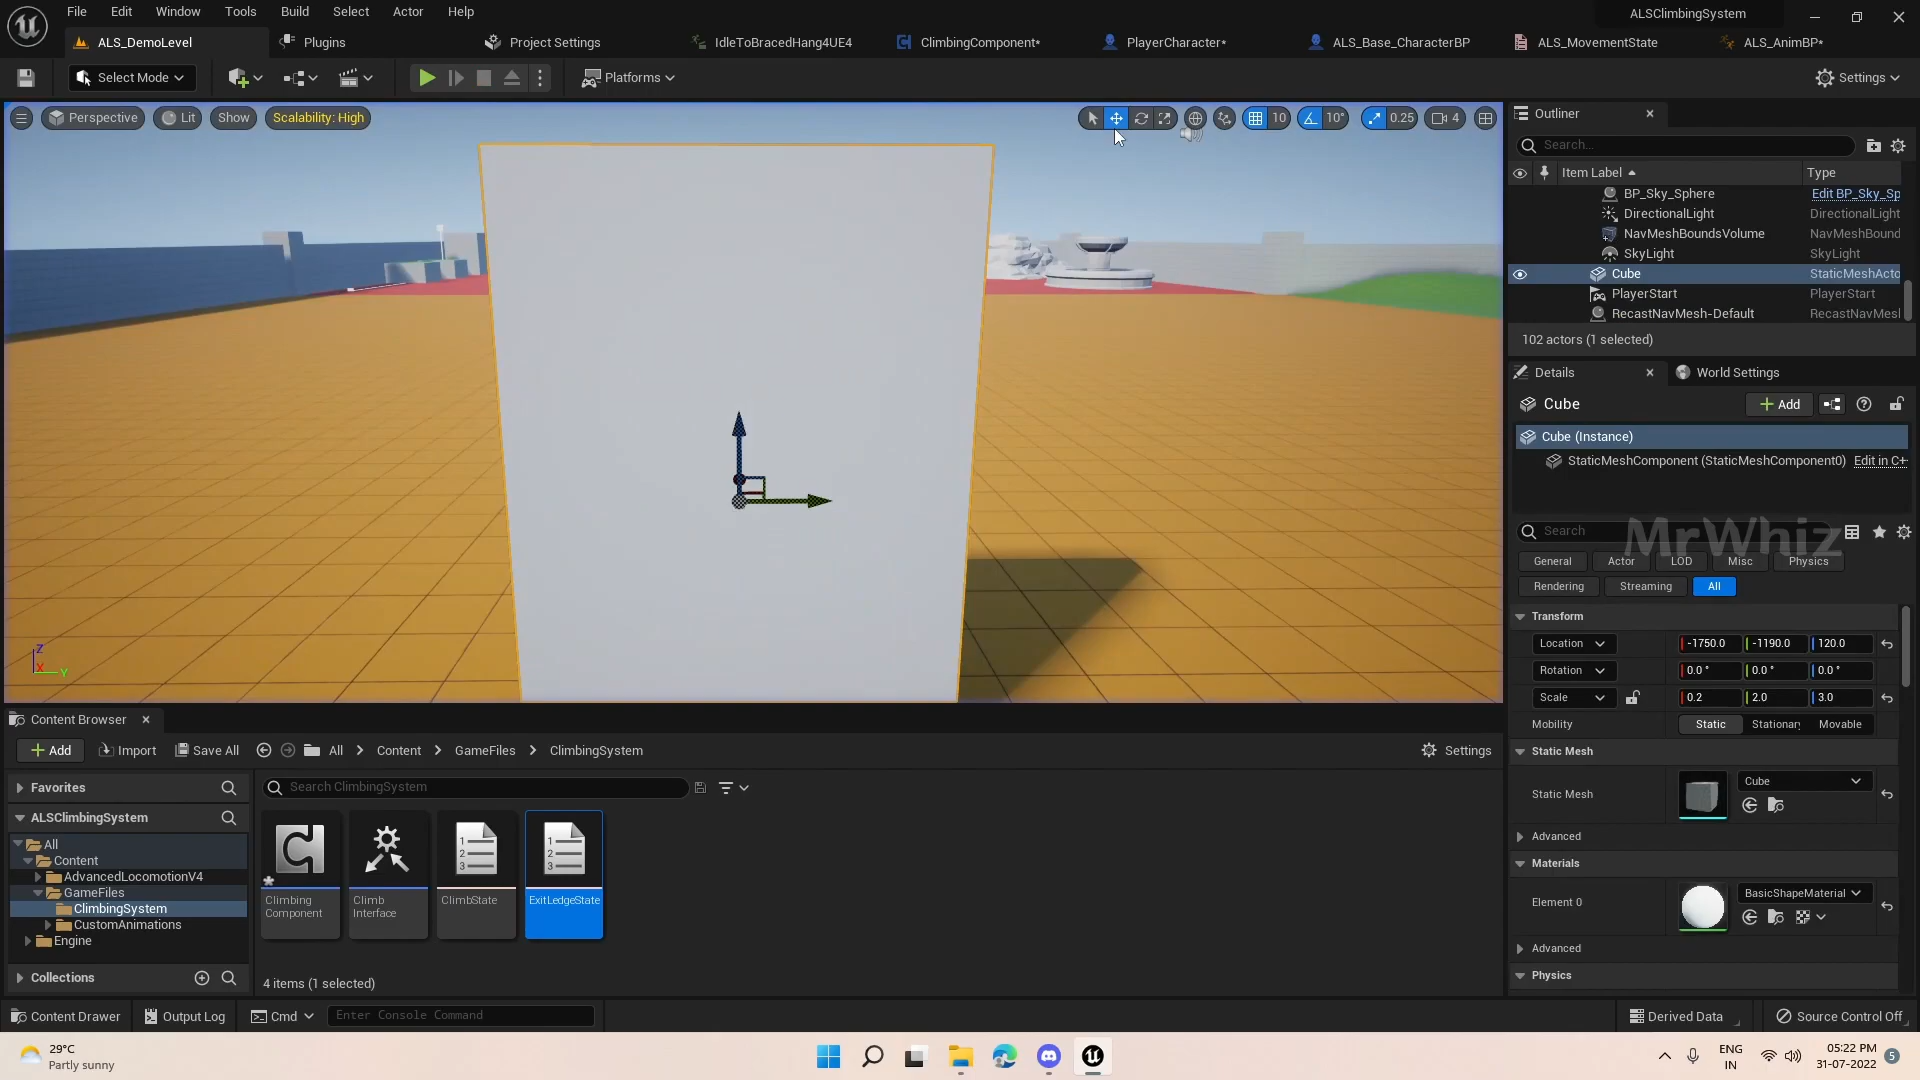 File Edit Window Tools Build Select Actor Help
ALSClimbingSystem
ALS_DemoLevel
Plugins
Project Settings
IdleToBracedHang4UE4
ClimbingComponent*
PlayerCharacter*
ALS_Base_CharacterBP
ALS_MovementState
ALS_AnimBP*
Select Mode
Platforms
Settings
Perspective
Lit
Show
Scalability: High
10
10°
0.25
4
Outliner
Search...
Item Label
Type
BP_Sky_Sphere Edit BP_Sky_Sp
DirectionalLight DirectionalLight
NavMeshBoundsVolume NavMeshBound
SkyLight SkyLight
Cube StaticMeshActo
PlayerStart PlayerStart
RecastNavMesh-Default RecastNavMesl
102 actors (1 selected)
Details
World Settings
Cube
Add
Cube (Instance)
StaticMeshComponent (StaticMeshComponent0) Edit in C+
Search
MrWhiz
General Actor LOD Misc Physics
Rendering Streaming All
Transform
Location -1750.0 -1190.0 120.0
Rotation 0.0 ° 0.0 ° 0.0 °
Scale 0.2 2.0 3.0
Mobility Static Stationary Movable
Static Mesh
Static Mesh Cube
Advanced
Materials
Element 0 BasicShapeMaterial
Advanced
Physics
Z
X
Y
Content Browser
Add
Import
Save All
All
Content
GameFiles
ClimbingSystem
Settings
Favorites
ALSClimbingSystem
All
Content
AdvancedLocomotionV4
GameFiles
ClimbingSystem
CustomAnimations
Engine
Collections
Search ClimbingSystem
Climbing
Component
Climb
Interface
ClimbState
ExitLedgeState
4 items (1 selected)
Content Drawer
Output Log
Cmd
Enter Console Command
Derived Data
Source Control Off
29°C
Partly sunny
ENG
IN
05:22 PM
31-07-2022
5